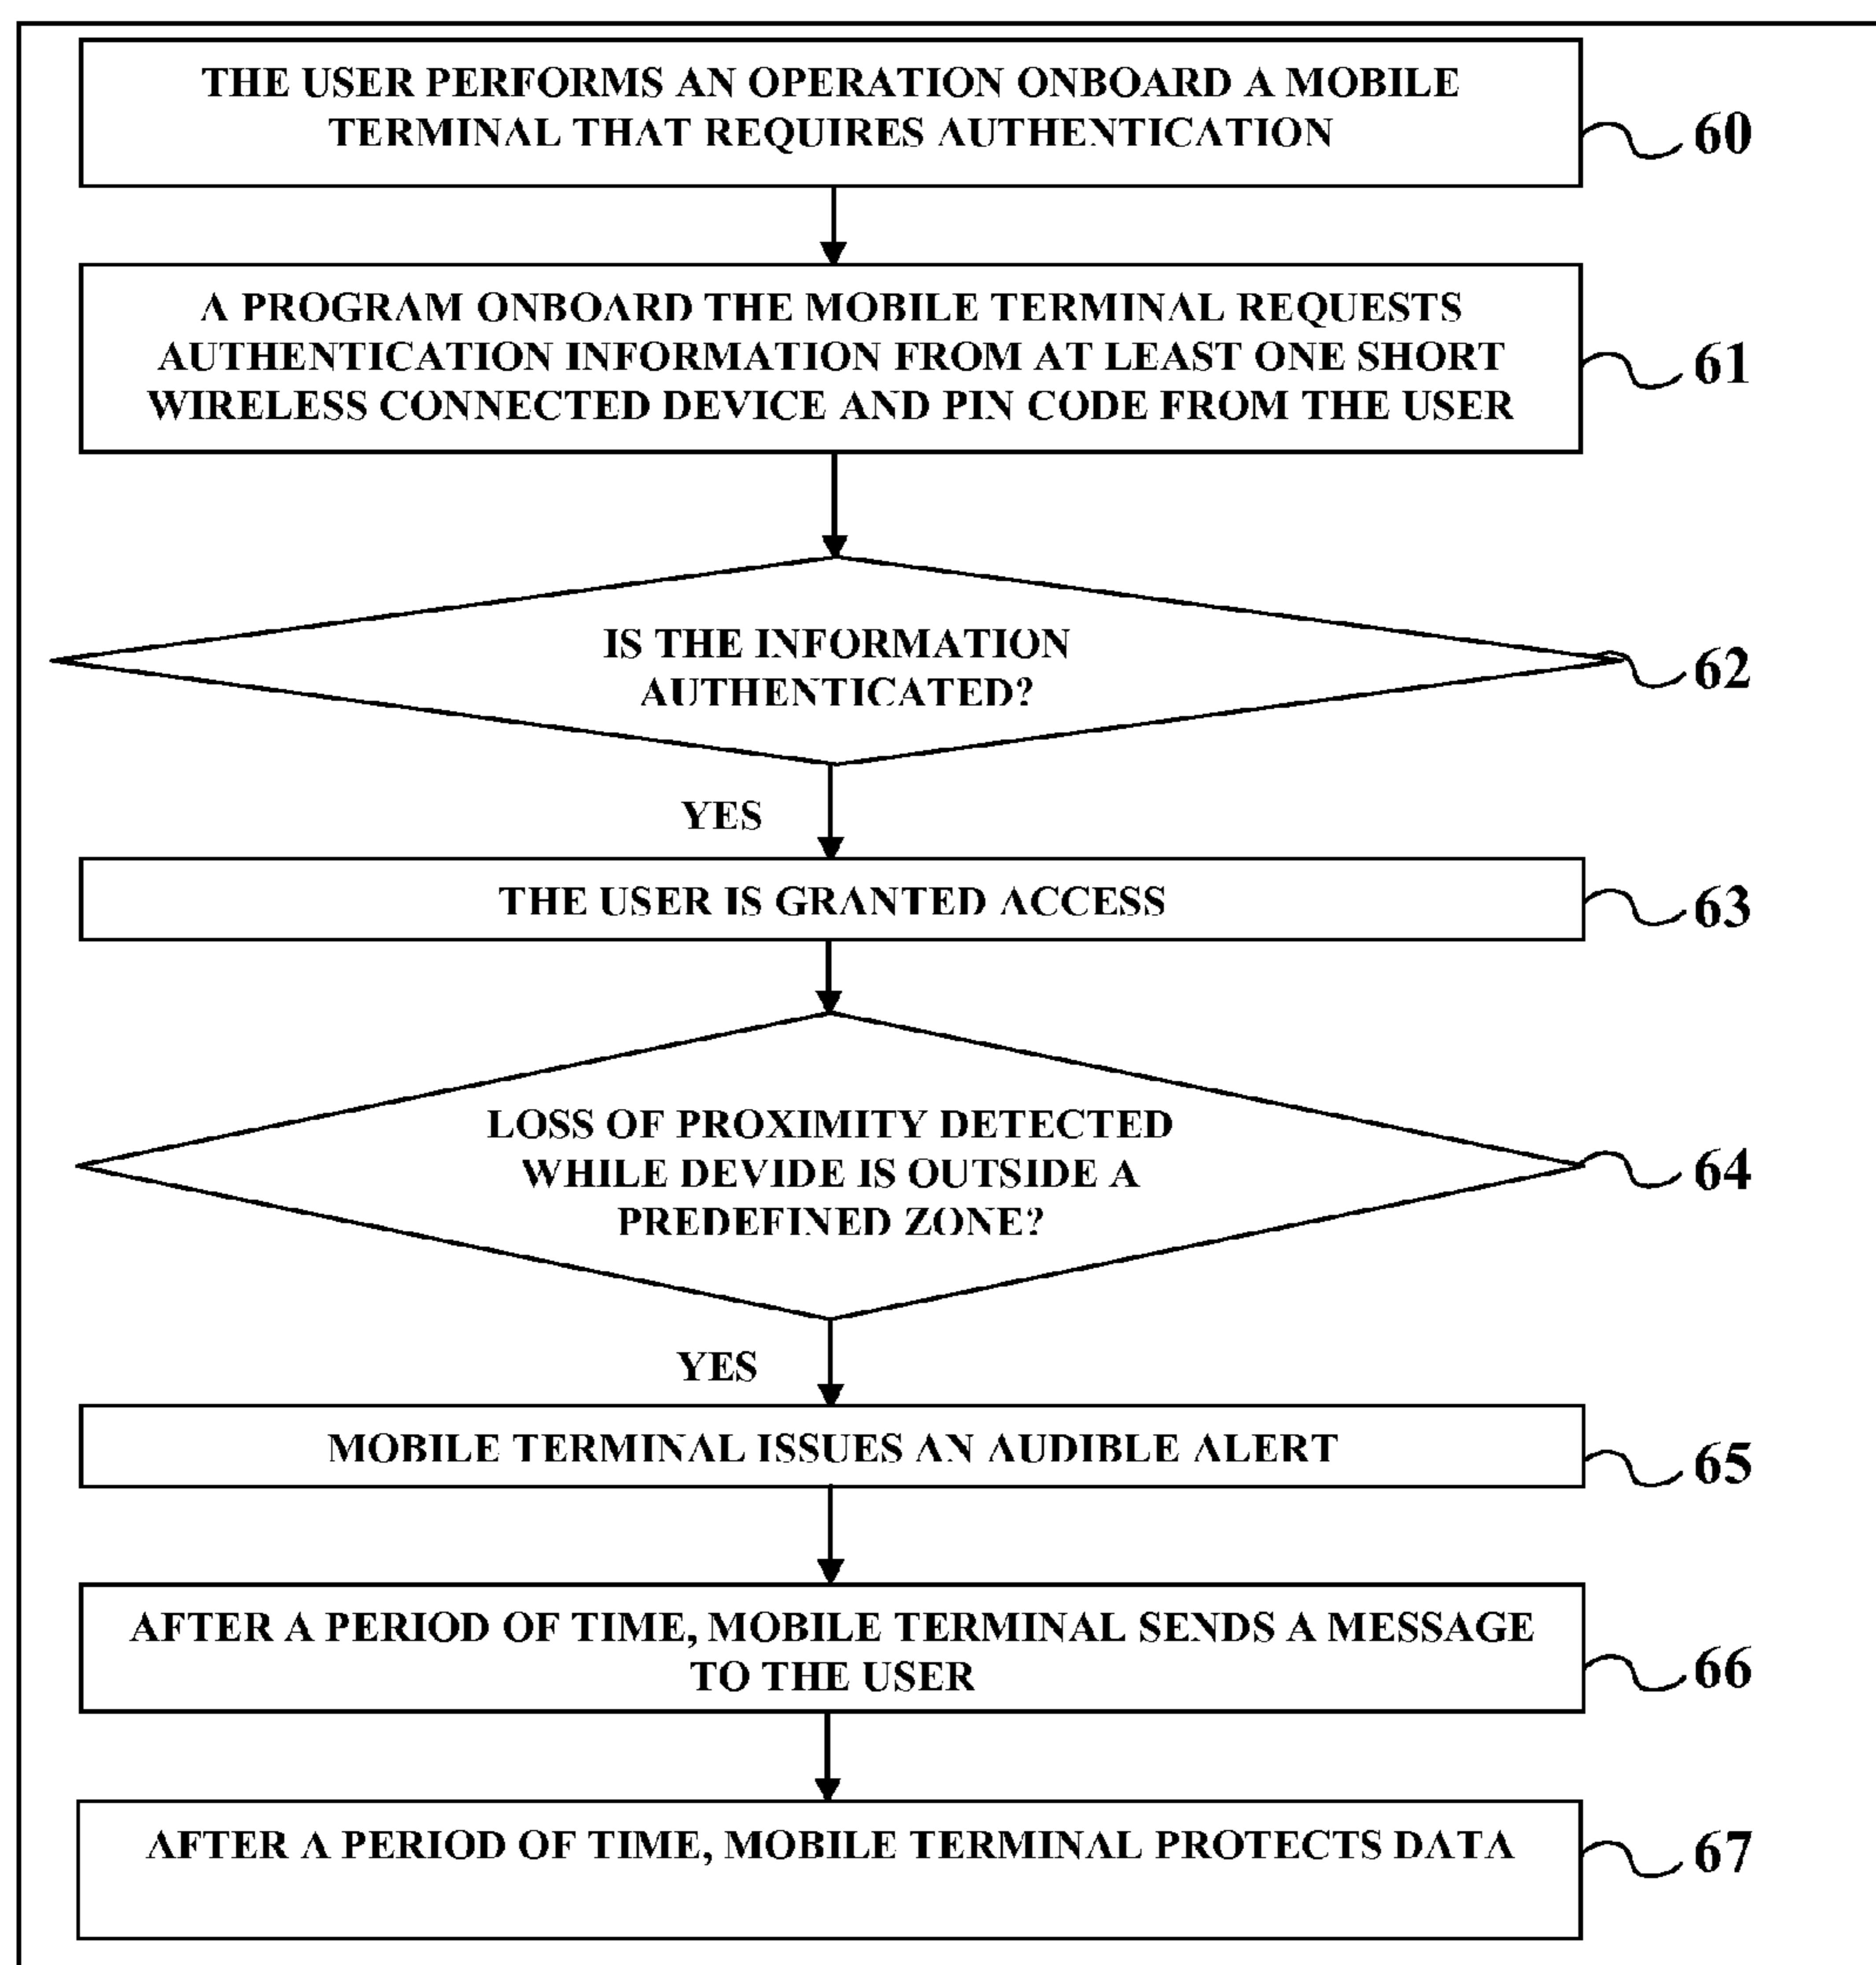 THE USER PERFORMS AN OPERATION ONBOARD A MOBILE
TERMINAL THAT REQUIRES AUTHENTICATION
60
A PROGRAM ONBOARD THE MOBILE TERMINAL REQUESTS
AUTHENTICATION INFORMATION FROM AT LEAST ONE SHORT
WIRELESS CONNECTED DEVICE AND PIN CODE FROM THE USER
61
IS THE INFORMATION
AUTHENTICATED?
62
YES
THE USER IS GRANTED ACCESS
63
LOSS OF PROXIMITY DETECTED
WHILE DEVIDE IS OUTSIDE A
PREDEFINED ZONE?
64
YES
MOBILE TERMINAL ISSUES AN AUDIBLE ALERT
65
AFTER A PERIOD OF TIME, MOBILE TERMINAL SENDS A MESSAGE
TO THE USER
66
AFTER A PERIOD OF TIME, MOBILE TERMINAL PROTECTS DATA
67